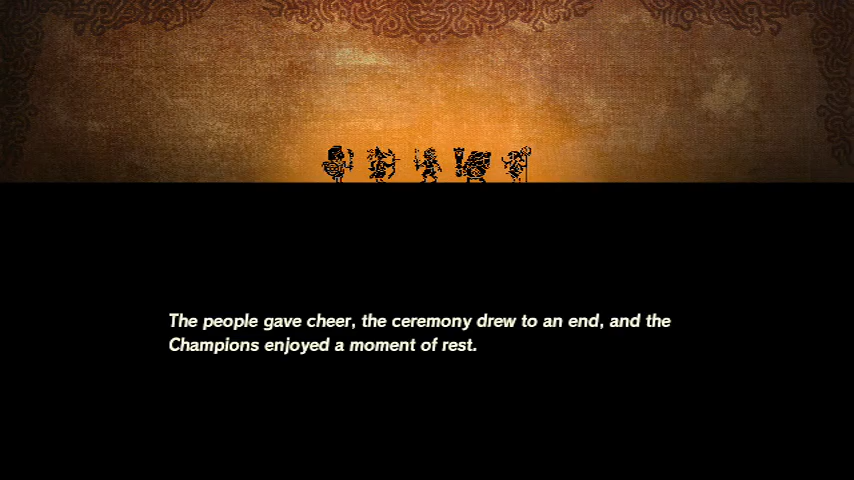 The people gave cheer, the ceremony drew to an end, and the
Champions enjoyed a moment of rest.